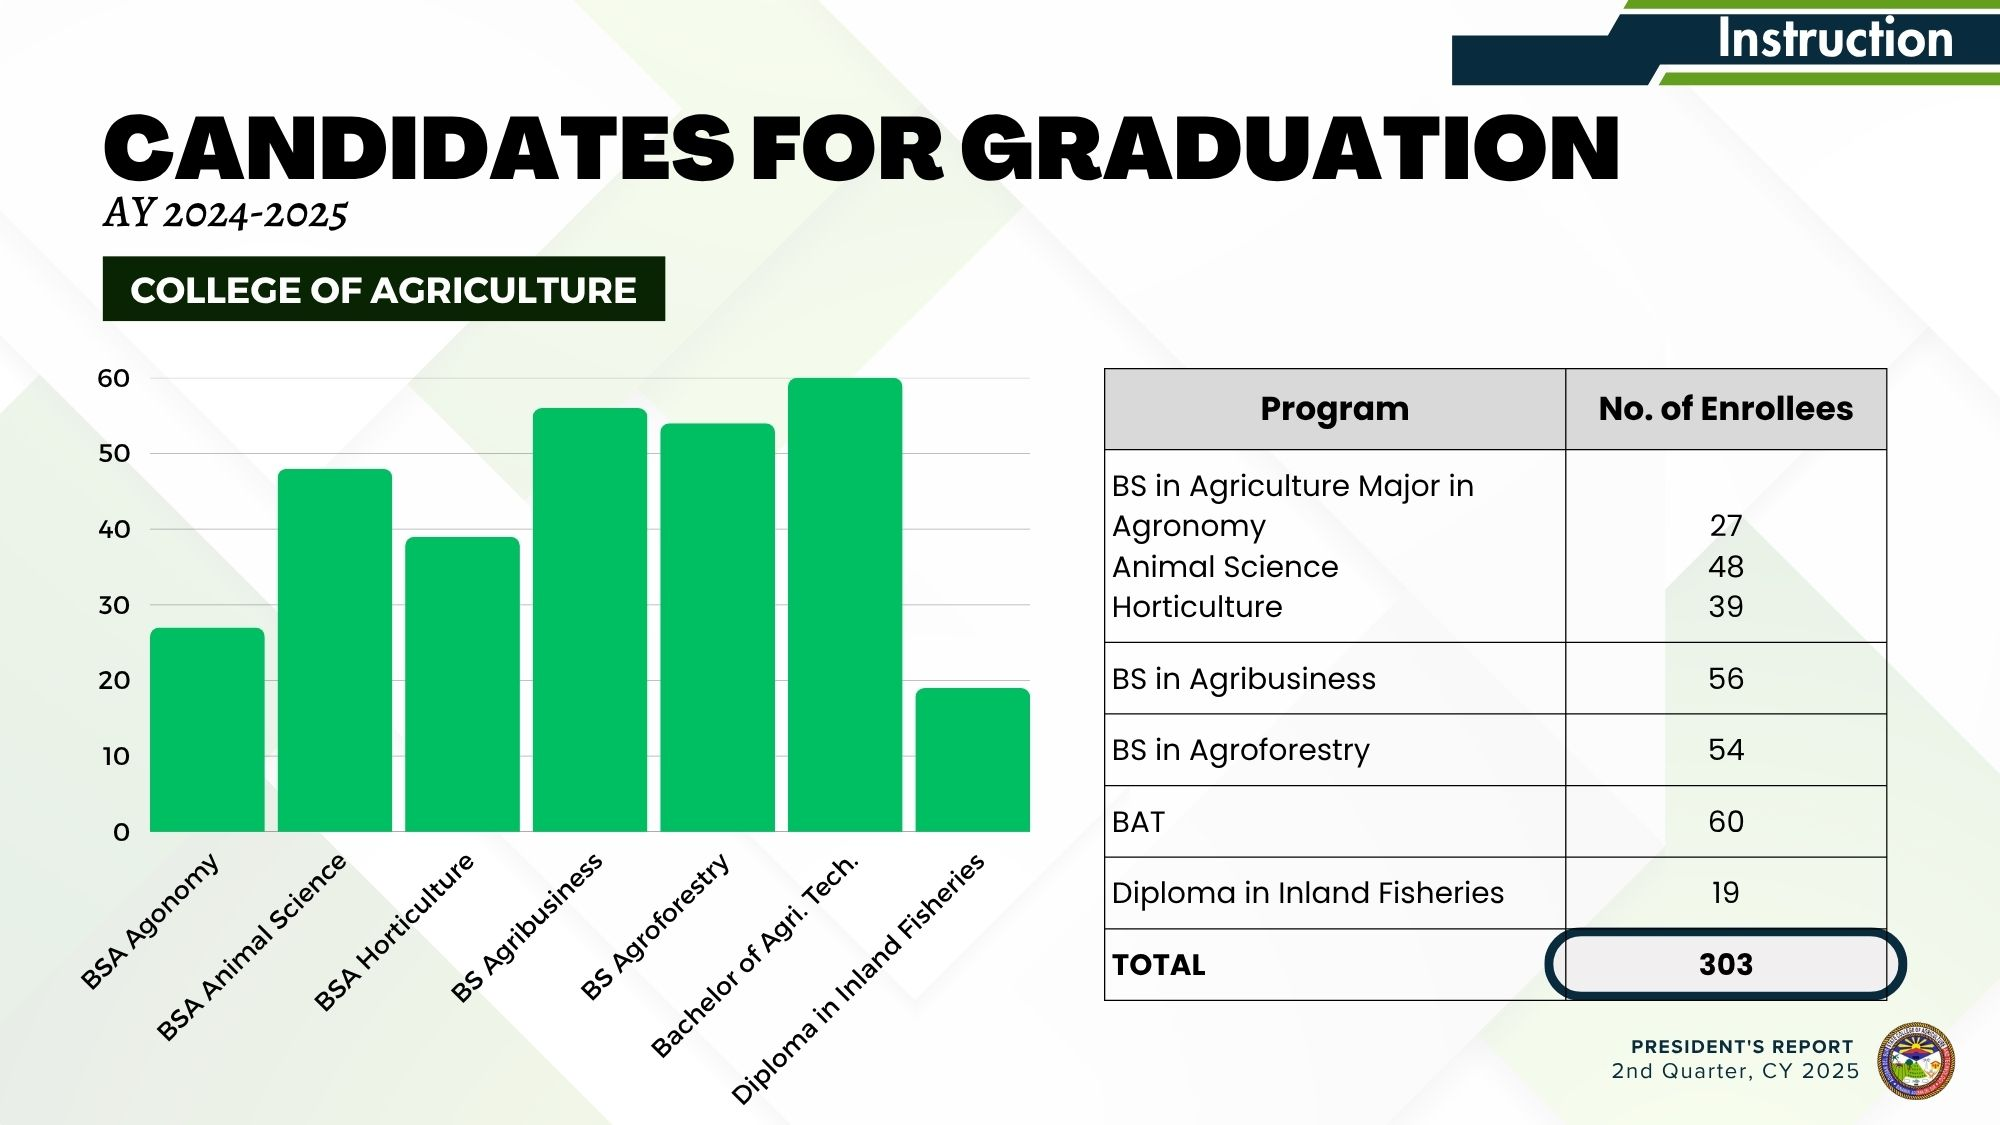 Instruction
CANDIDATES FOR GRADUATION
AY 2024-2025
COLLEGE OF AGRICULTURE
60
50
40
30
20
10
0
BSA Agonomy
BSA Animal Science
BSA Horticulture
BS Agribusiness
BS Agroforestry
Bachelor of Agri. Tech.
Diploma in Inland Fisheries
Program No. of Enrollees
BS in Agriculture Major in
Agronomy 27
Animal Science 48
Horticulture 39
BS in Agribusiness 56
BS in Agroforestry 54
BAT 60
Diploma in Inland Fisheries 19
TOTAL 303
PRESIDENT'S REPORT
2nd Quarter, CY 2025